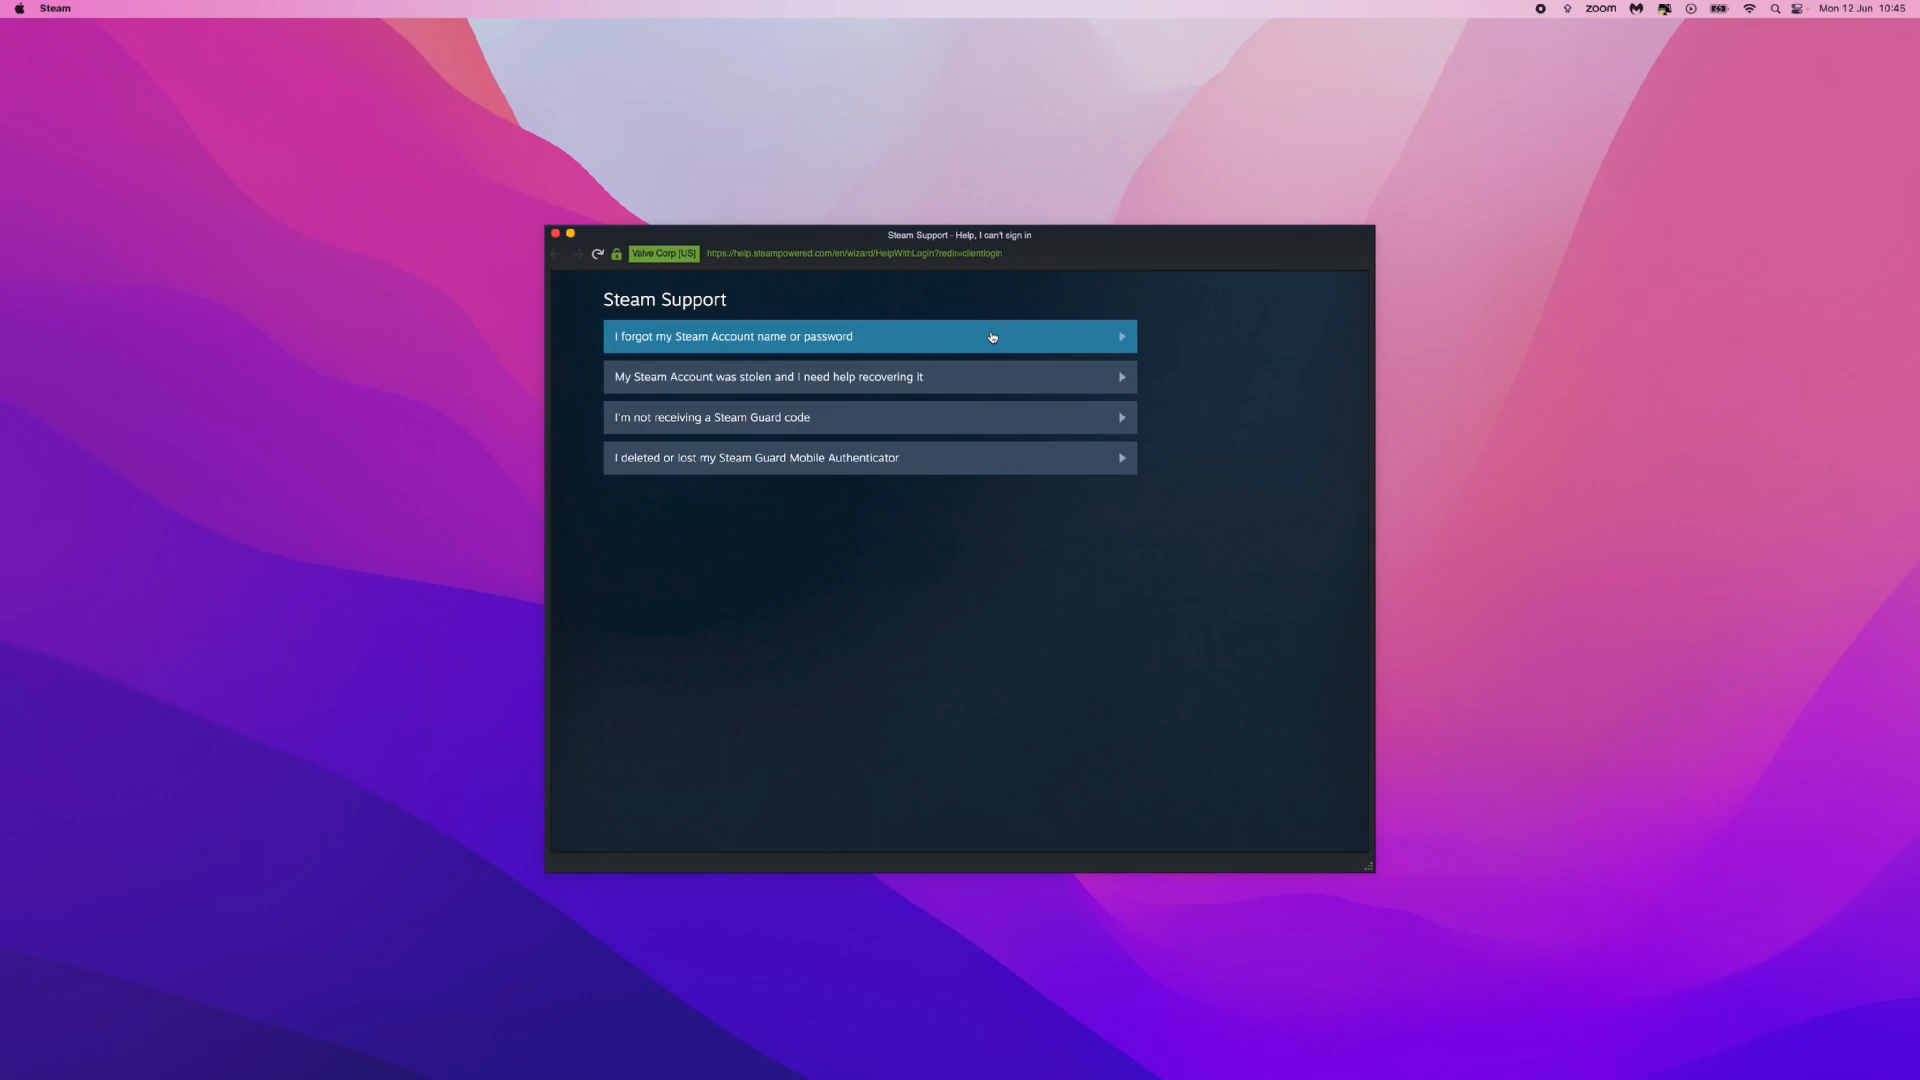 Steam
zoom
Mon 12 Jun 10:45
Steam Support - Help, I can't sign in
Valve Corp [US] https://help.steampowered.com/en/wizard/HelpWithLogin?redir=clientlogin
Steam Support
I forgot my Steam Account name or password
My Steam Account was stolen and I need help recovering it
I'm not receiving a Steam Guard code
I deleted or lost my Steam Guard Mobile Authenticator